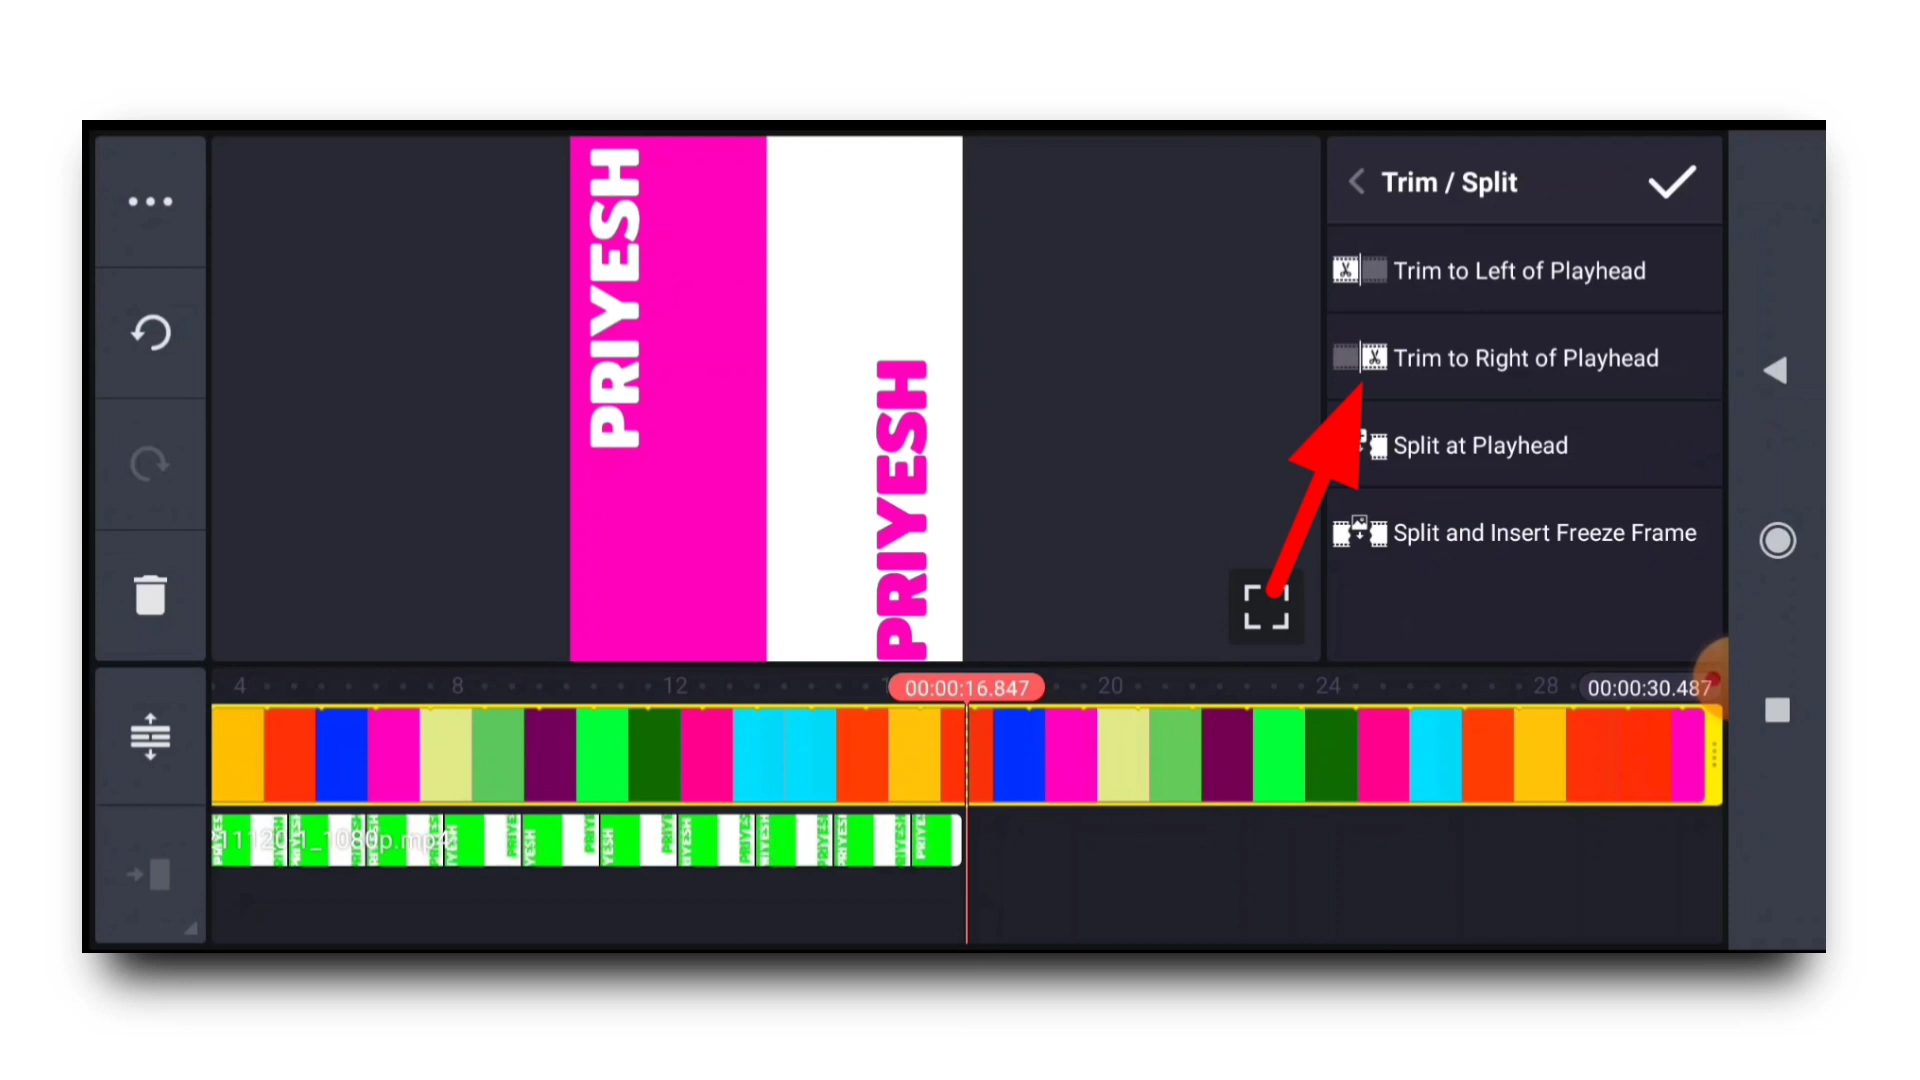 PRIYESH
PRIYESH
Trim / Split
Trim to Left of Playhead
Trim to Right of Playhead
Split at Playhead
Split and Insert Freeze Frame
4
8
12
00:00:16.847
20
24
28
00:00:30.487
11120-1_1080p.mp4